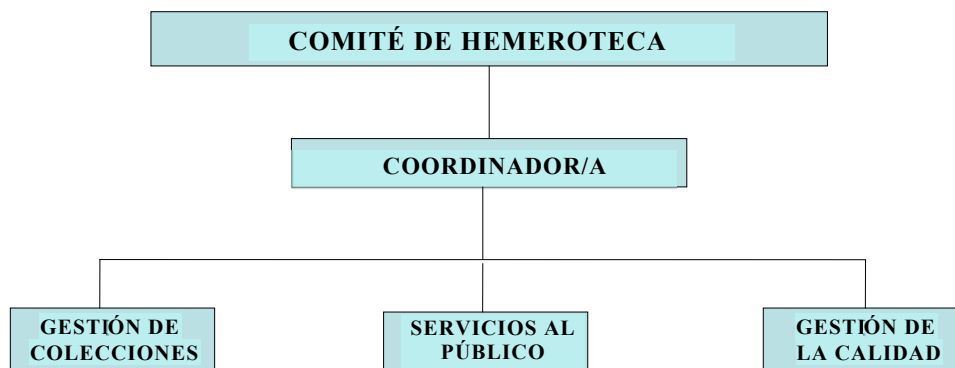 COMITÉ DE HEMEROTECA
COORDINADOR/A
GESTIÓN DE
COLECCIONES
SERVICIOS AL
PÚBLICO
GESTIÓN DE
LA CALIDAD